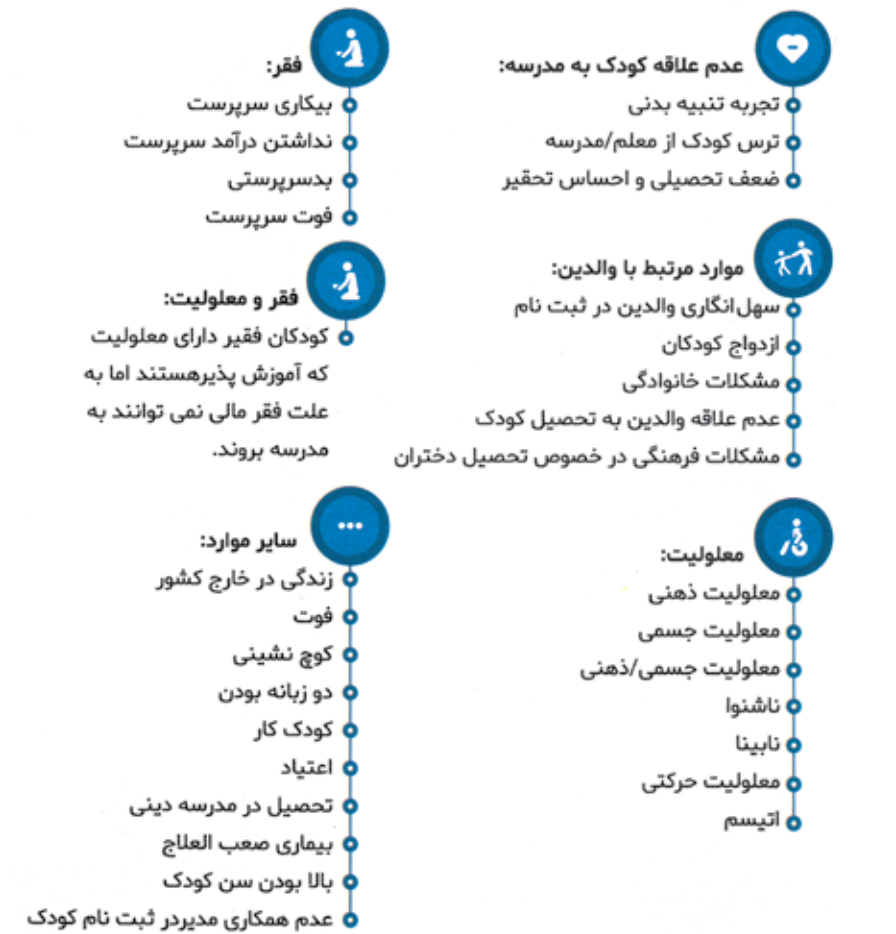 عدم علاقه کودک به مدرسه:
تجربه تنبیه بدنی
ترس کودک از معلم/مدرسه
ضعف تحصیلی و احساس تحقیر
موارد مرتبط با والدین:
سهل‌انگاری والدین در ثبت نام
ازدواج کودکان
مشکلات خانوادگی
عدم علاقه والدین به تحصیل کودک
مشکلات فرهنگی در خصوص تحصیل دختران
معلولیت:
معلولیت ذهنی
معلولیت جسمی
معلولیت جسمی/ذهنی
ناشنوا
نابینا
معلولیت حرکتی
اتیسم
فقر:
بیکاری سرپرست
نداشتن درآمد سرپرست
بدسرپرستی
فوت سرپرست
فقر و معلولیت:
کودکان فقیر دارای معلولیت
که آموزش پذیرهستند اما به
علت فقر مالی نمی توانند به
مدرسه بروند.
سایر موارد:
زندگی در خارج کشور
فوت
کوچ نشینی
دو زبانه بودن
کودک کار
اعتیاد
تحصیل در مدرسه دینی
بیماری صعب العلاج
بالا بودن سن کودک
عدم همکاری مدیردر ثبت نام کودک